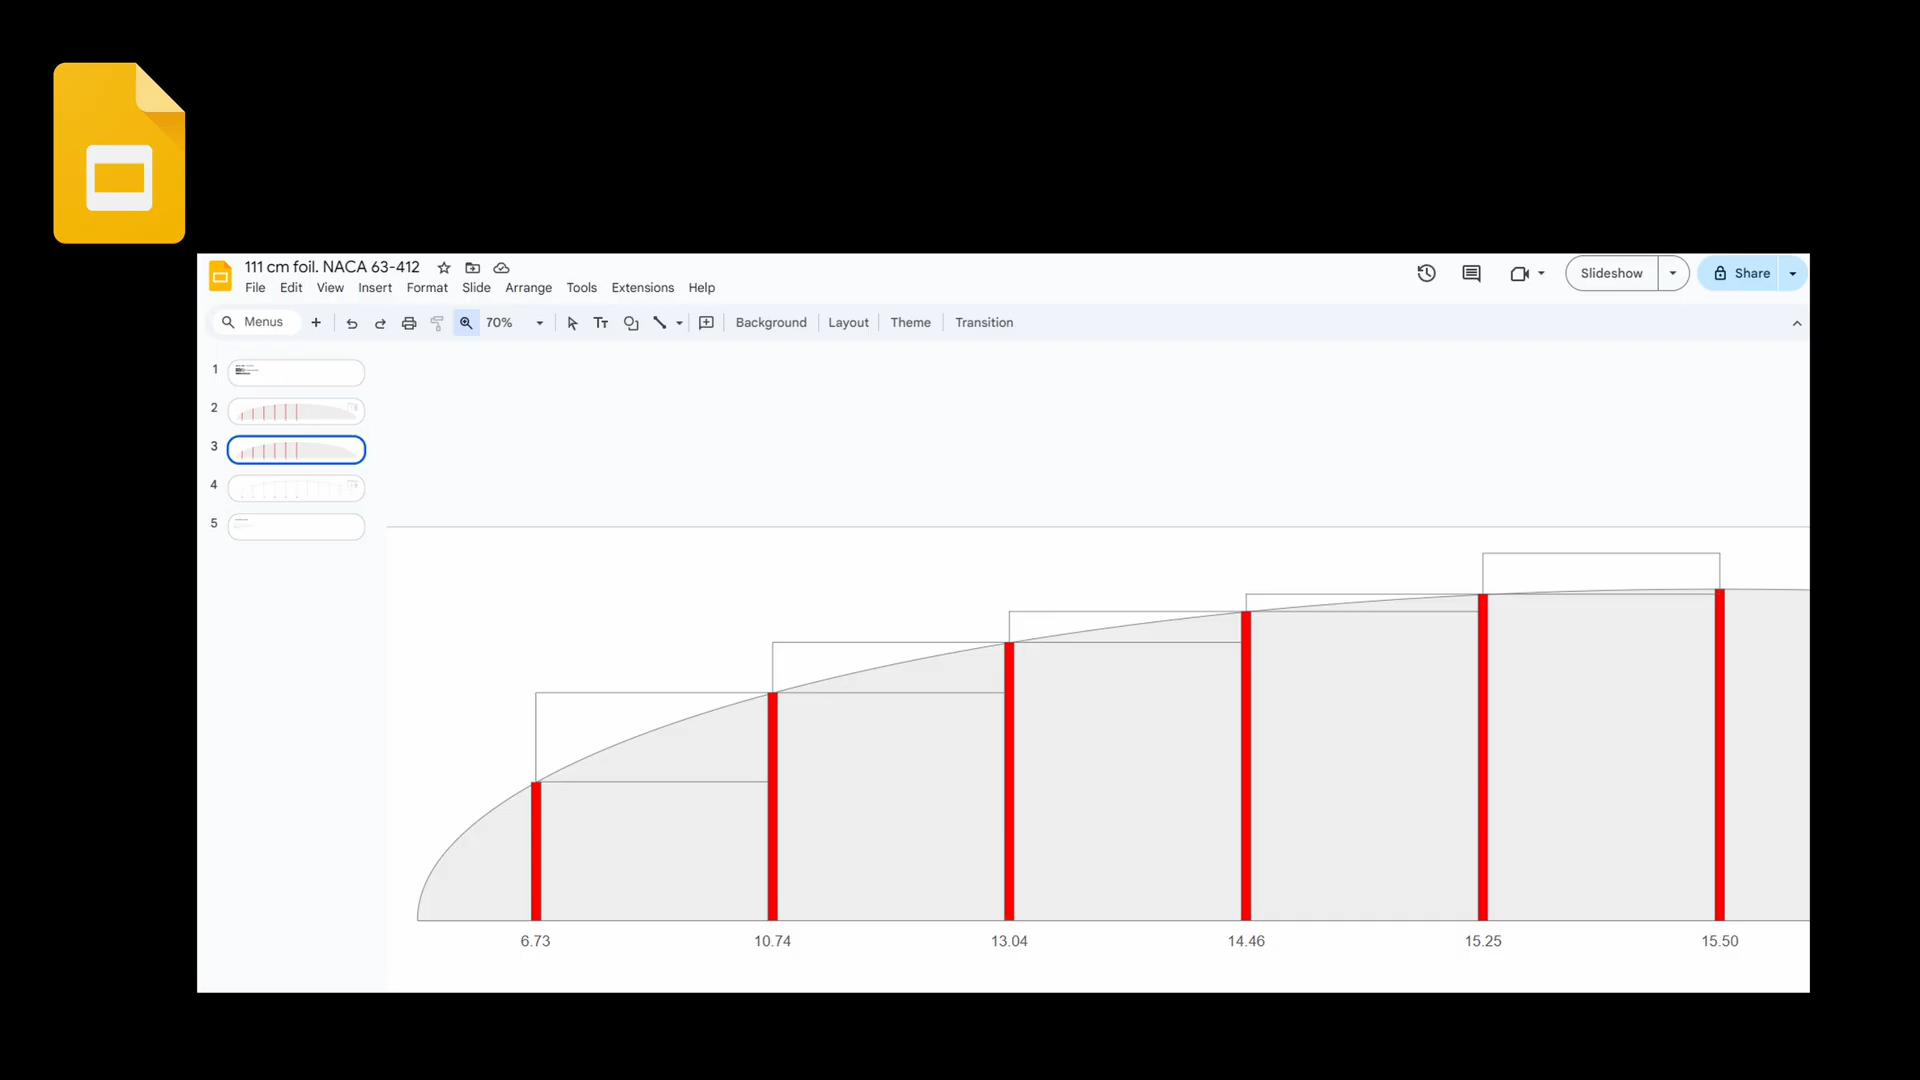 111 cm foil. NACA 63-412
Slideshow
Share
File Edit View Insert Format Slide Arrange Tools Extensions Help
Menus 70% Background Layout Theme Transition
1
2
3
4
5
6.73 10.74 13.04 14.46 15.25 15.50